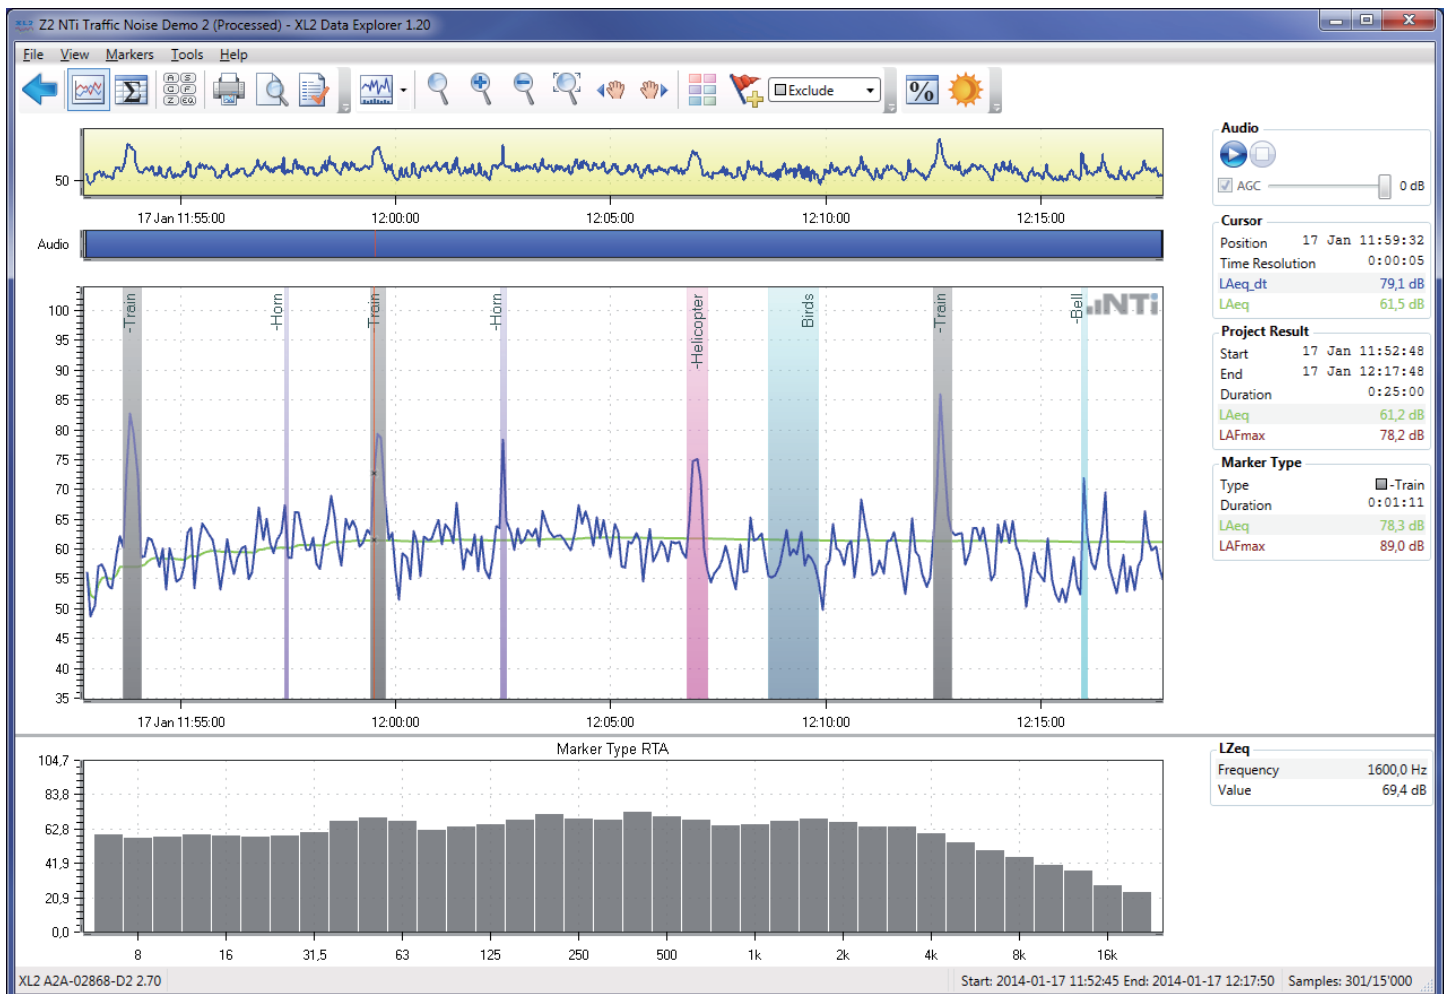 Z2 NTi Traffic Noise Demo 2 (Processed) - XL2 Data Explorer 1.20
File View Markers Tools Help
A S
C F
Z EQ
Exclude
%
50
17 Jan 11:55:00 12:00:00 12:05:00 12:10:00 12:15:00
Audio
100
95
90
85
80
75
70
65
60
55
50
45
40
35
-Train
-Horn
-Train
-Horn
-Helicopter
Birds
-Train
-Bell
NTi
17 Jan 11:55:00 12:00:00 12:05:00 12:10:00 12:15:00
Audio
AGC 0 dB
Cursor
Position 17 Jan 11:59:32
Time Resolution 0:00:05
LAeq_dt 79,1 dB
LAeq 61,5 dB
Project Result
Start 17 Jan 11:52:48
End 17 Jan 12:17:48
Duration 0:25:00
LAeq 61,2 dB
LAFmax 78,2 dB
Marker Type
Type -Train
Duration 0:01:11
LAeq 78,3 dB
LAFmax 89,0 dB
Marker Type RTA
104,7
83,8
62,8
41,9
20,9
0,0
8 16 31,5 63 125 250 500 1k 2k 4k 8k 16k
LZeq
Frequency 1600,0 Hz
Value 69,4 dB
XL2 A2A-02868-D2 2.70
Start: 2014-01-17 11:52:45 End: 2014-01-17 12:17:50 Samples: 301/15'000